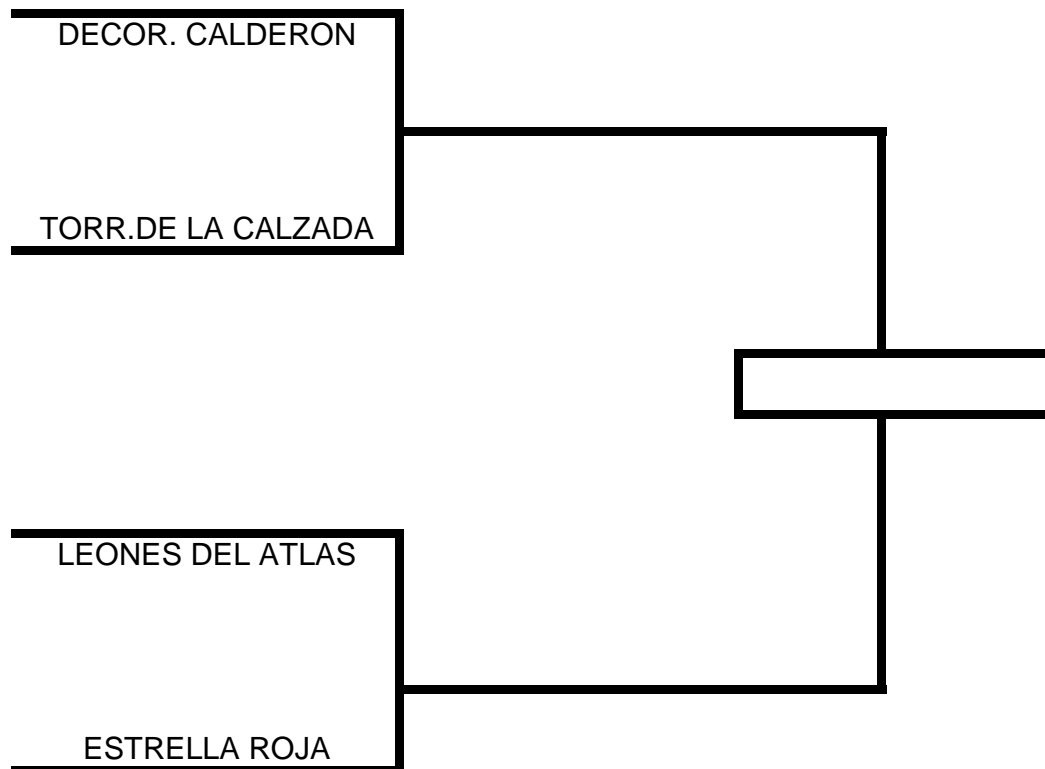 DECOR. CALDERON
TORR.DE LA CALZADA
LEONES DEL ATLAS
ESTRELLA ROJA